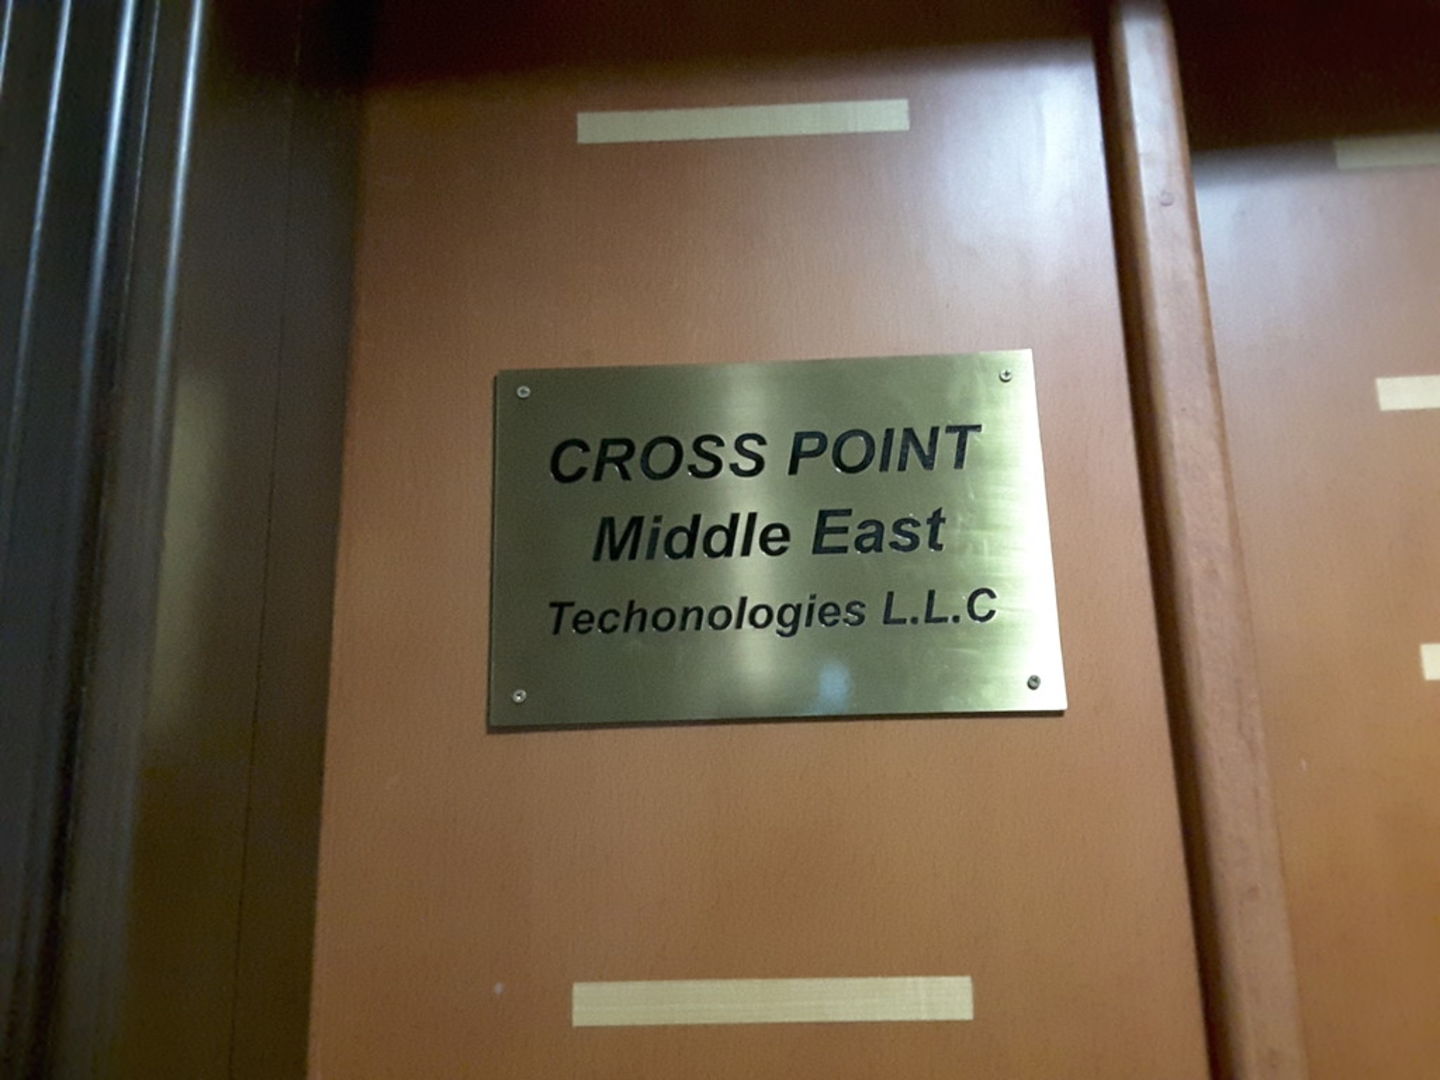 CROSS POINT
Middle East
Techonologies L.L.C